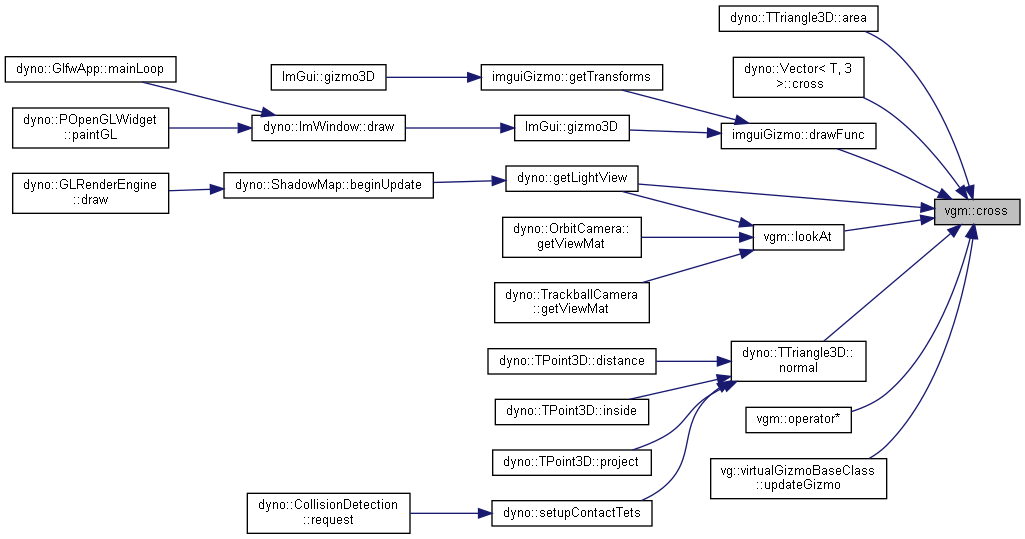 dyno::TTriangle3D::area
dyno::GlfwApp::mainLoop
ImGui::gizmo3D
imguiGizmo::getTransforms
dyno::Vector< T, 3
>::cross
dyno::POpenGLWidget
::paintGL
dyno::ImWindow::draw
ImGui::gizmo3D
imguiGizmo::drawFunc
dyno::GLRenderEngine
::draw
dyno::ShadowMap::beginUpdate
dyno::getLightView
vgm::cross
dyno::OrbitCamera::
getViewMat
vgm::lookAt
dyno::TrackballCamera
::getViewMat
dyno::TPoint3D::distance
dyno::TTriangle3D::
normal
dyno::TPoint3D::inside
vgm::operator*
dyno::TPoint3D::project
vg::virtualGizmoBaseClass
::updateGizmo
dyno::CollisionDetection
::request
dyno::setupContactTets